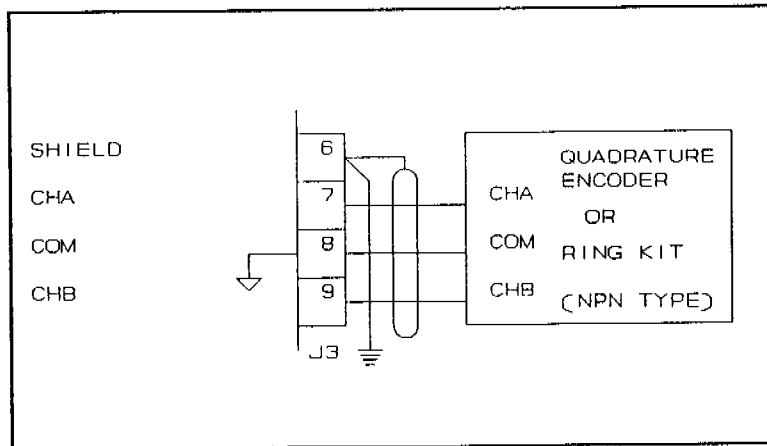 SHIELD
CHA
COM
CHB
6
7
8
9
J3
CHA
COM
CHB
QUADRATURE
ENCODER
OR
RING KIT
(NPN TYPE)